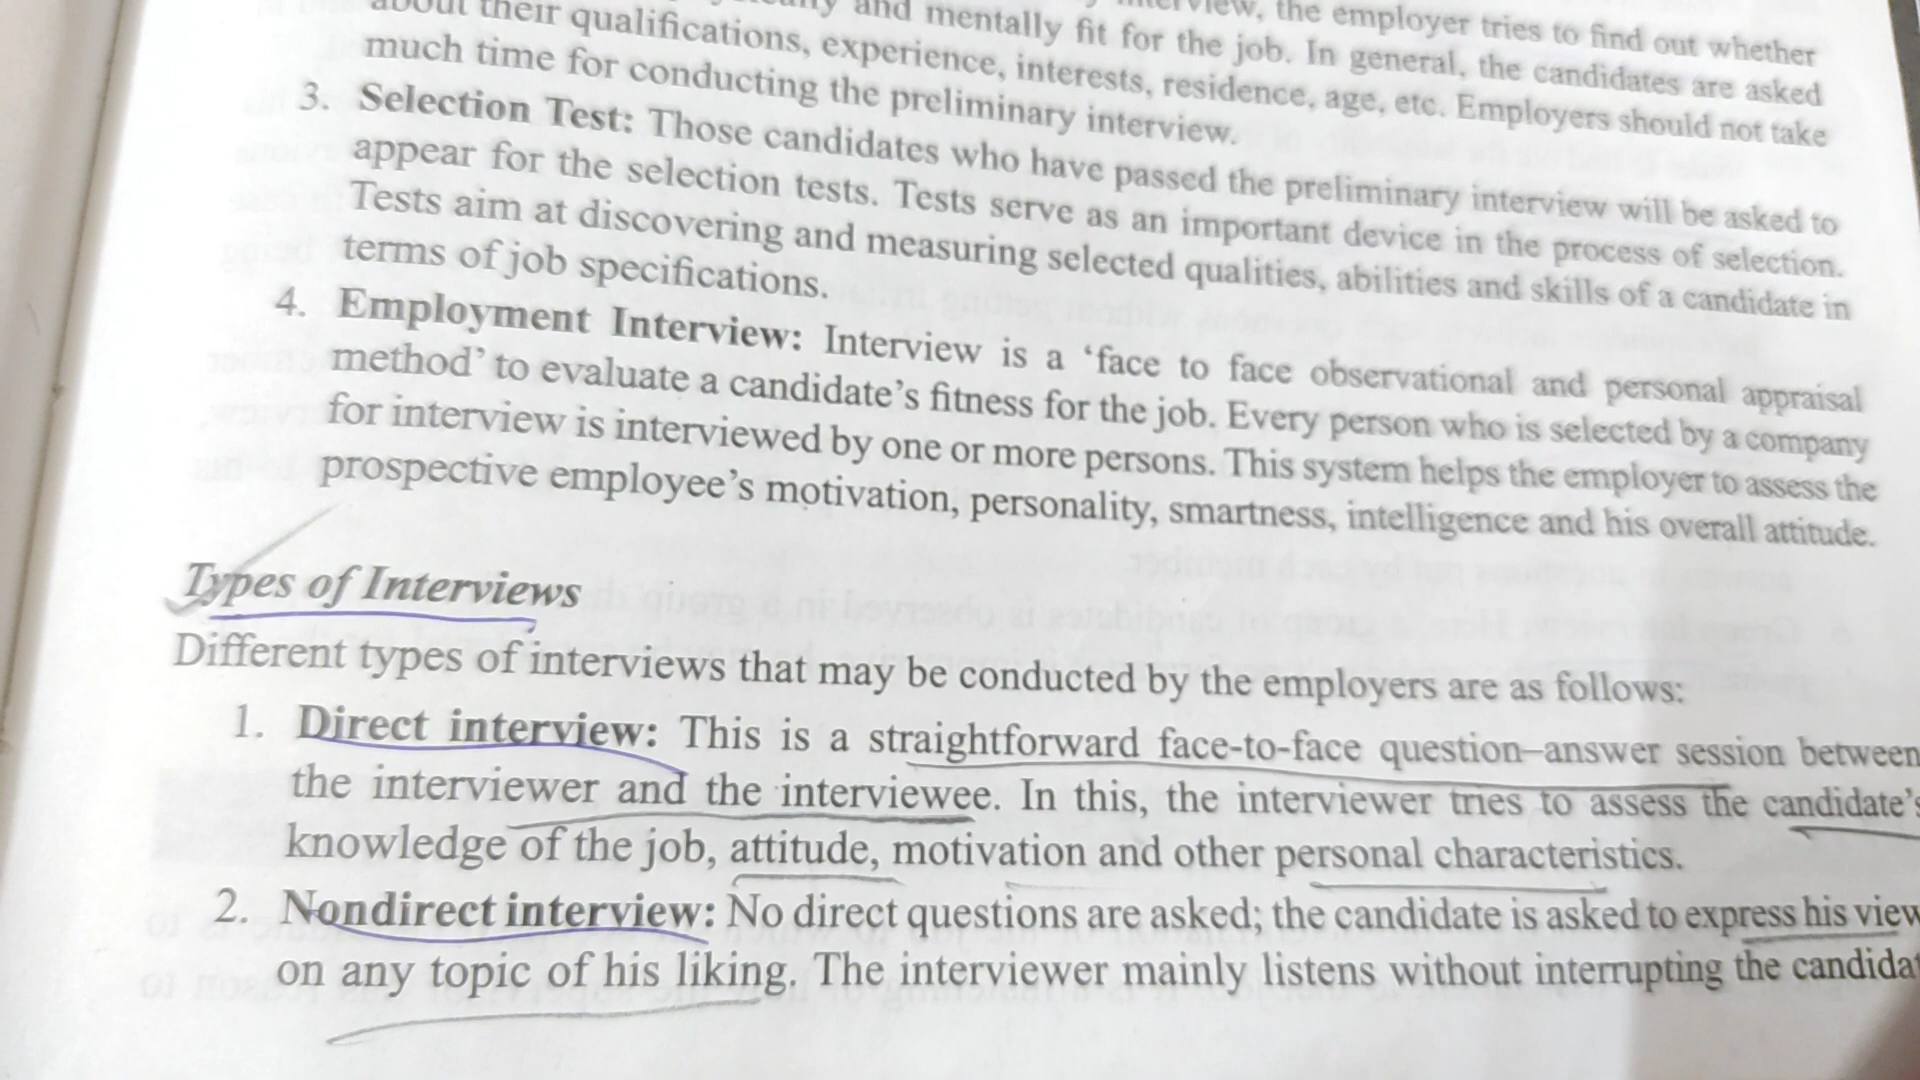 and mentally fit for the job. In general, the candidates are asked
interview, the employer tries to find out whether
about their qualifications, experience, interests, residence, age, etc. Employers should not take
much time for conducting the preliminary interview.
3. Selection Test: Those candidates who have passed the preliminary interview will be asked to
appear for the selection tests. Tests serve as an important device in the process of selection.
Tests aim at discovering and measuring selected qualities, abilities and skills of a candidate in
terms of job specifications.
4. Employment Interview: Interview is a ‘face to face observational and personal appraisal
method’ to evaluate a candidate’s fitness for the job. Every person who is selected by a company
for interview is interviewed by one or more persons. This system helps the employer to assess the
prospective employee’s motivation, personality, smartness, intelligence and his overall attitude.
Types of Interviews
Different types of interviews that may be conducted by the employers are as follows:
1. Direct interview: This is a straightforward face-to-face question–answer session between
the interviewer and the interviewee. In this, the interviewer tries to assess the candidate’s
knowledge of the job, attitude, motivation and other personal characteristics.
2. Nondirect interview: No direct questions are asked; the candidate is asked to express his view
on any topic of his liking. The interviewer mainly listens without interrupting the candidat